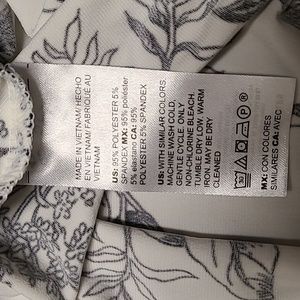 MADE IN VIETNAM/ HECHO
EN VIETNAM/ FABRIQUÉ AU
VIETNAM
US: 95% POLYESTER 5%
SPANDEX MX: 95% poliéster
5% elastano CA: 95%
POLYESTER 5% SPANDEX
US: WITH SIMILAR COLORS
MACHINE WASH COLD.
GENTLE CYCLE. ONLY
NON-CHLORINE BLEACH.
TUMBLE DRY LOW. WARM
IRON. MAY BE DRY
CLEANED
MX: CON COLORES
SIMILARES CA: AVEC